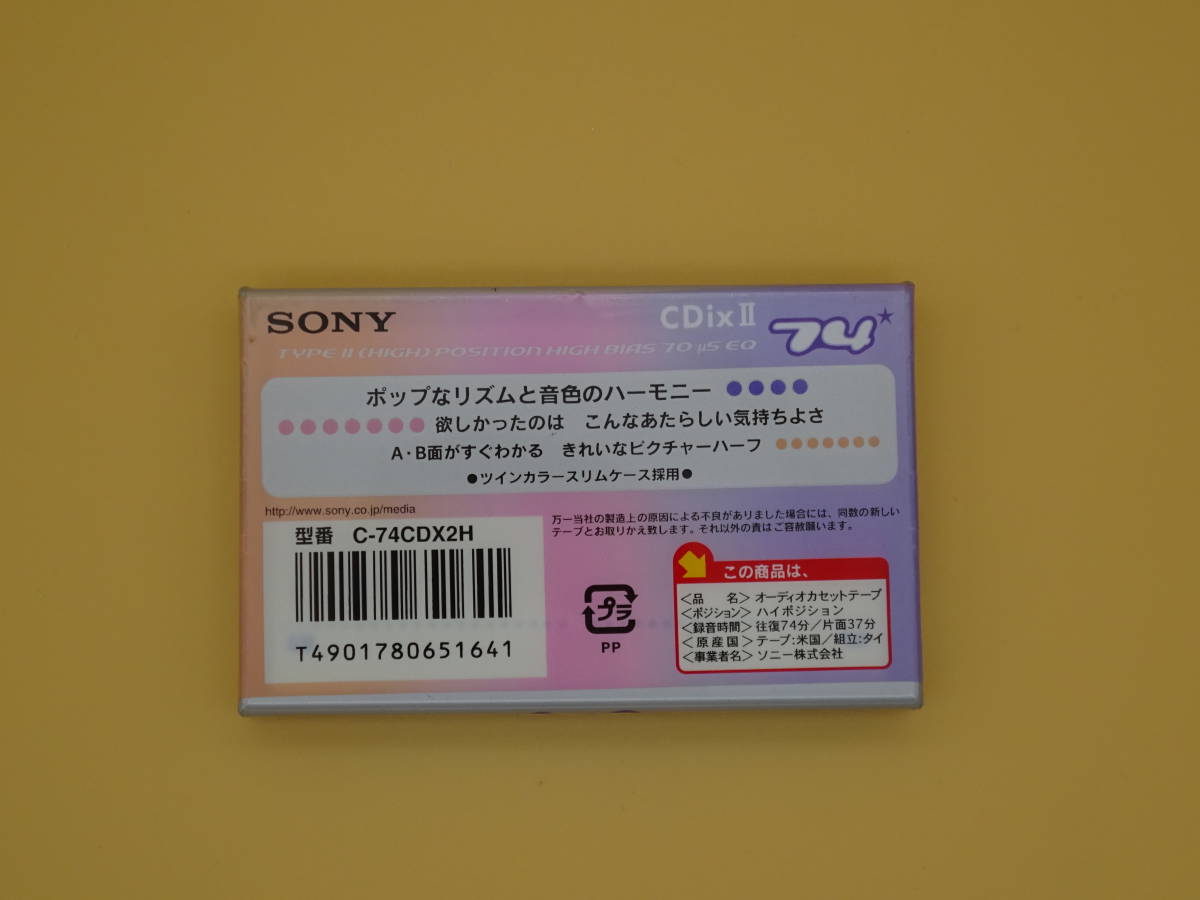 SONY
CDix II
74
TYPE II (HIGH) POSITION HIGH BIAS 70 µS EQ
ポップなリズムと音色のハーモニー
欲しかったのは こんなあたらしい気持ちよさ
A・B面がすぐわかる きれいなピクチャーハーフ
●ツインカラースリムケース採用●
http://www.sony.co.jp/media
万一当社の製造上の原因による不良がありました場合には、同数の新しい
テープとお取りかえ致します。それ以外の責はご容赦願います。
型番 C-74CDX2H
T4901780651641
プラ
PP
この商品は、
<品名>オーディオカセットテープ
<ポジション>ハイポジション
<録音時間>往復74分/片面37分
<原産国>テープ:米国/組立:タイ
<事業者名>ソニー株式会社